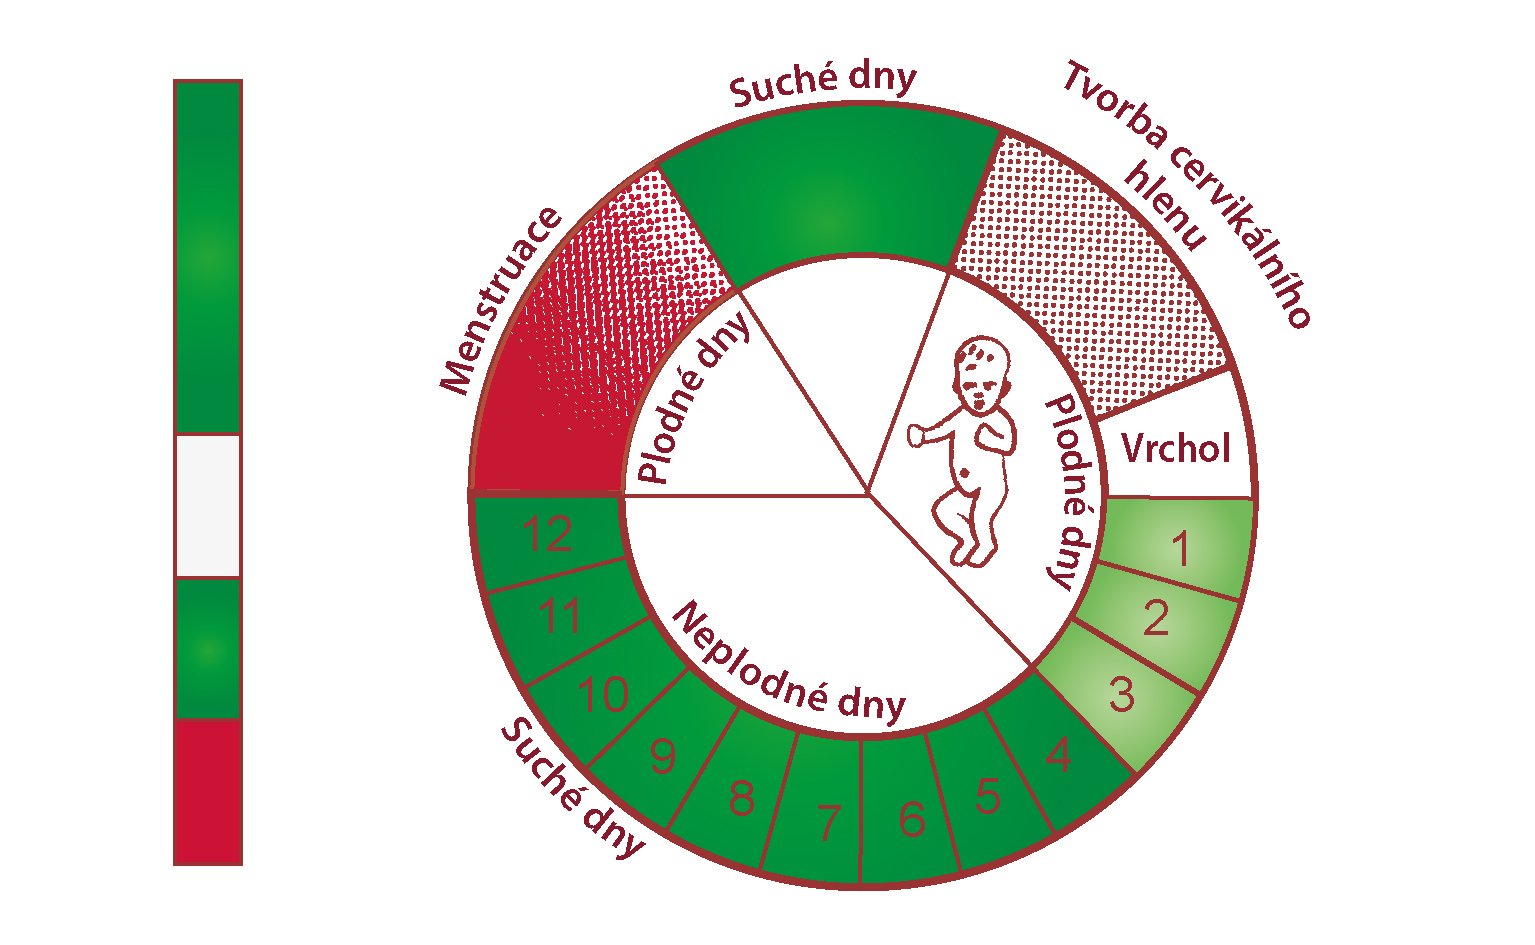 Suché dny
Tvorba cervikálního
hlenu
Menstruace
Plodné dny
Plodné dny
Vrchol
1
2
3
4
5
6
7
8
9
10
11
12
Neplodné dny
Suché dny